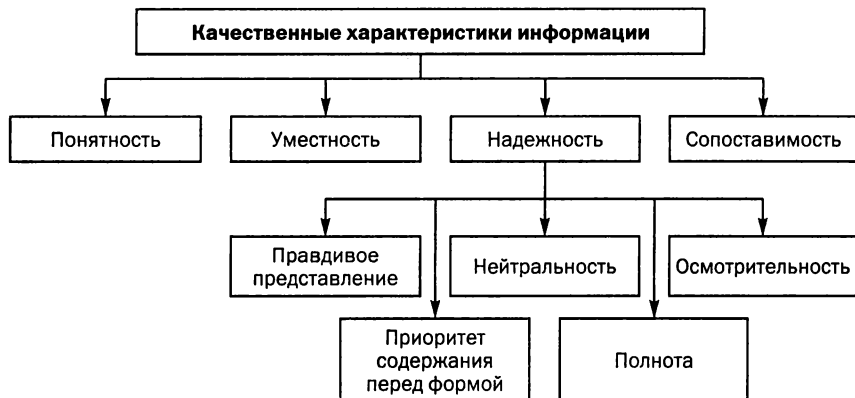 Качественные характеристики информации
Понятность
Уместность
Надежность
Сопоставимость
Правдивое
представление
Нейтральность
Осмотрительность
Приоритет
содержания
перед формой
Полнота